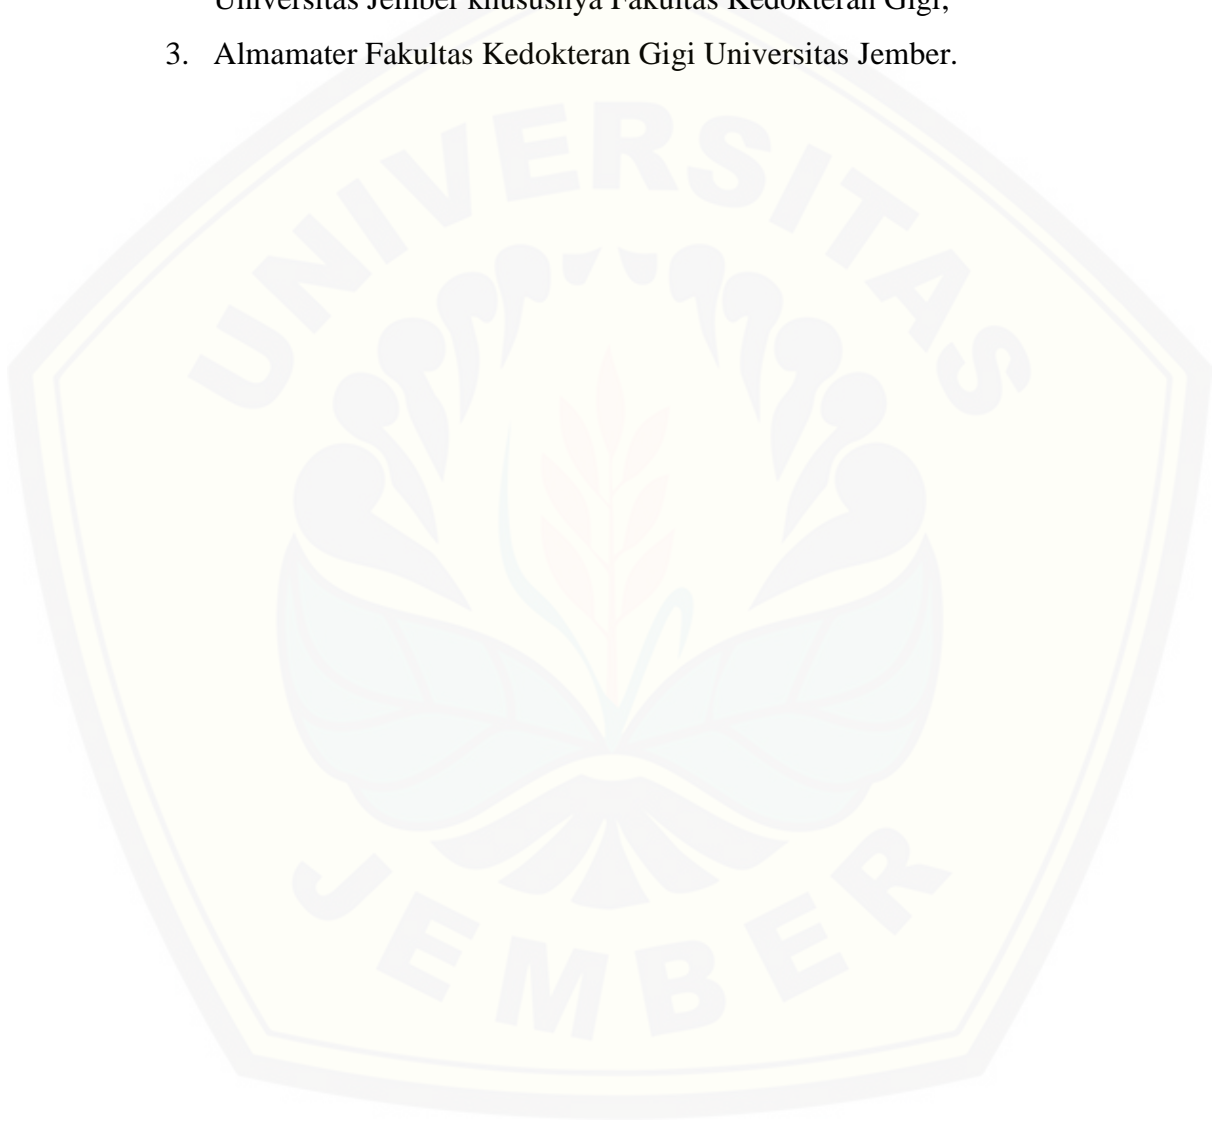 Universitas Jember khususnya Fakultas Kedokteran Gigi;
3. Almamater Fakultas Kedokteran Gigi Universitas Jember.
UNIVERSITAS
JEMBER